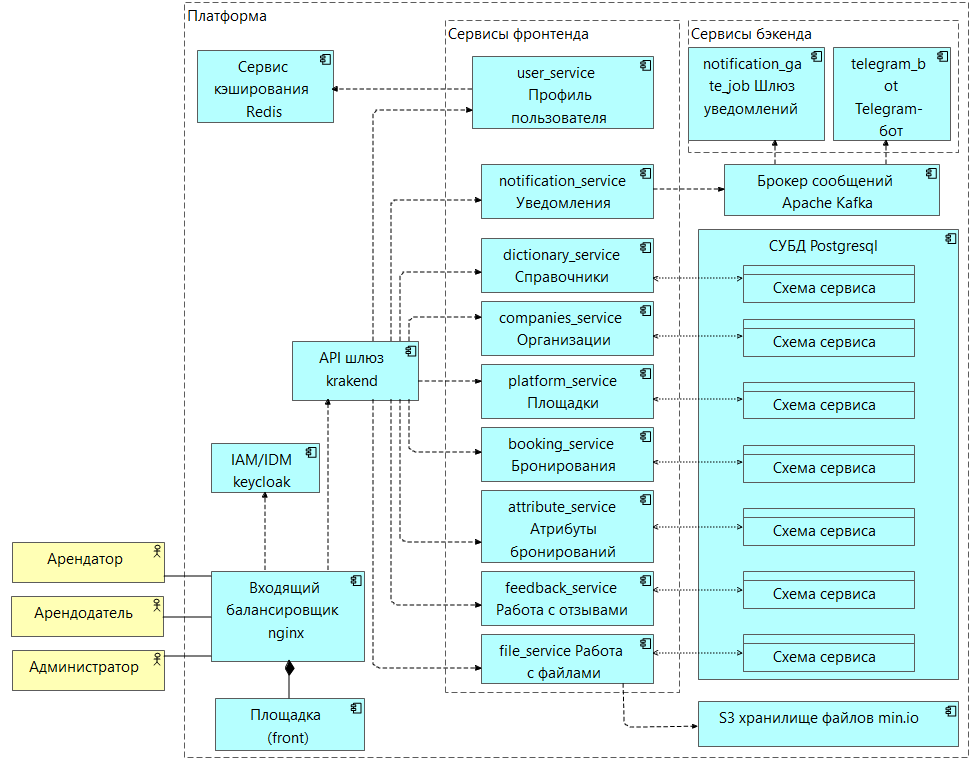 Платформа
Сервис
кэширования
Redis
Сервисы фронтенда
user_service
Профиль
пользователя
notification_service
Уведомления
dictionary_service
Справочники
companies_service
Организации
platform_service
Площадки
booking_service
Бронирования
attribute_service
Атрибуты
бронирований
feedback_service
Работа с отзывами
file_service Работа
с файлами
Сервисы бэкенда
notification_ga
te_job Шлюз
уведомлений
telegram_b
ot
Telegram-
бот
Брокер сообщений
Apache Kafka
СУБД Postgresql
Схема сервиса
Схема сервиса
Схема сервиса
Схема сервиса
Схема сервиса
Схема сервиса
Схема сервиса
S3 хранилище файлов min.io
API шлюз
krakend
IAM/IDM
keycloak
Арендатор
Арендодатель
Администратор
Входящий
балансировщик
nginx
Площадка
(front)